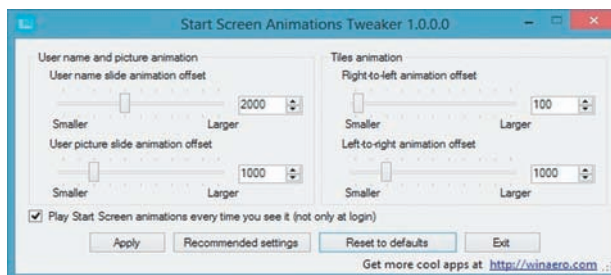 Start Screen Animations Tweaker 1.0.0.0
User name and picture animation
User name slide animation offset
2000
Smaller Larger
User picture slide animation offset
1000
Smaller Larger
Tiles animation
Right-to-left animation offset
100
Smaller Larger
Left-to-right animation offset
1000
Smaller Larger
Play Start Screen animations every time you see it (not only at login)
Apply Recommended settings Reset to defaults Exit
Get more cool apps at http://winaero.com